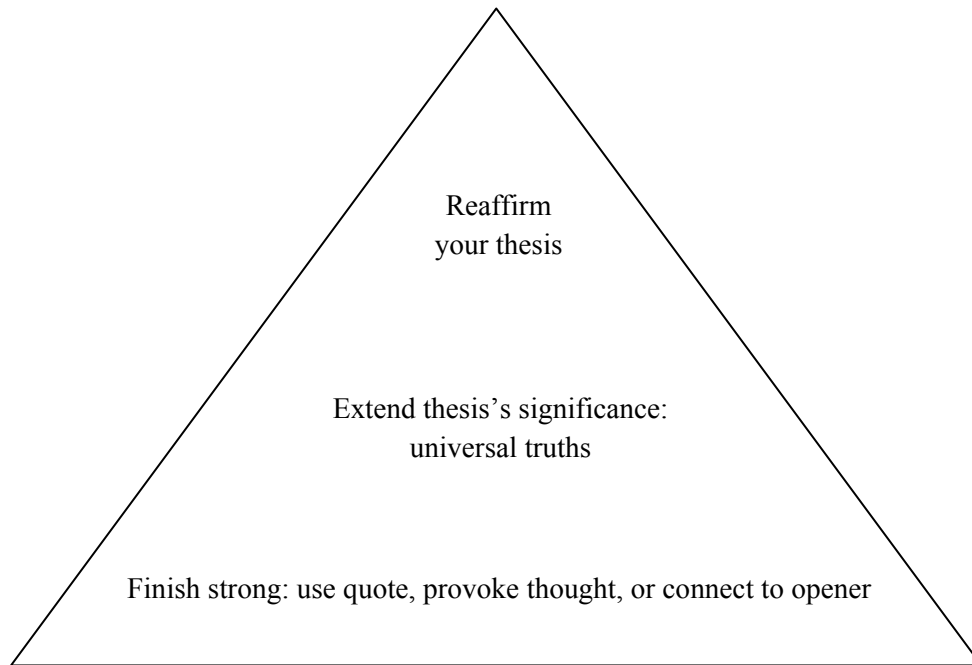 Reaffirm
your thesis
Extend thesis’s significance:
universal truths
Finish strong: use quote, provoke thought, or connect to opener